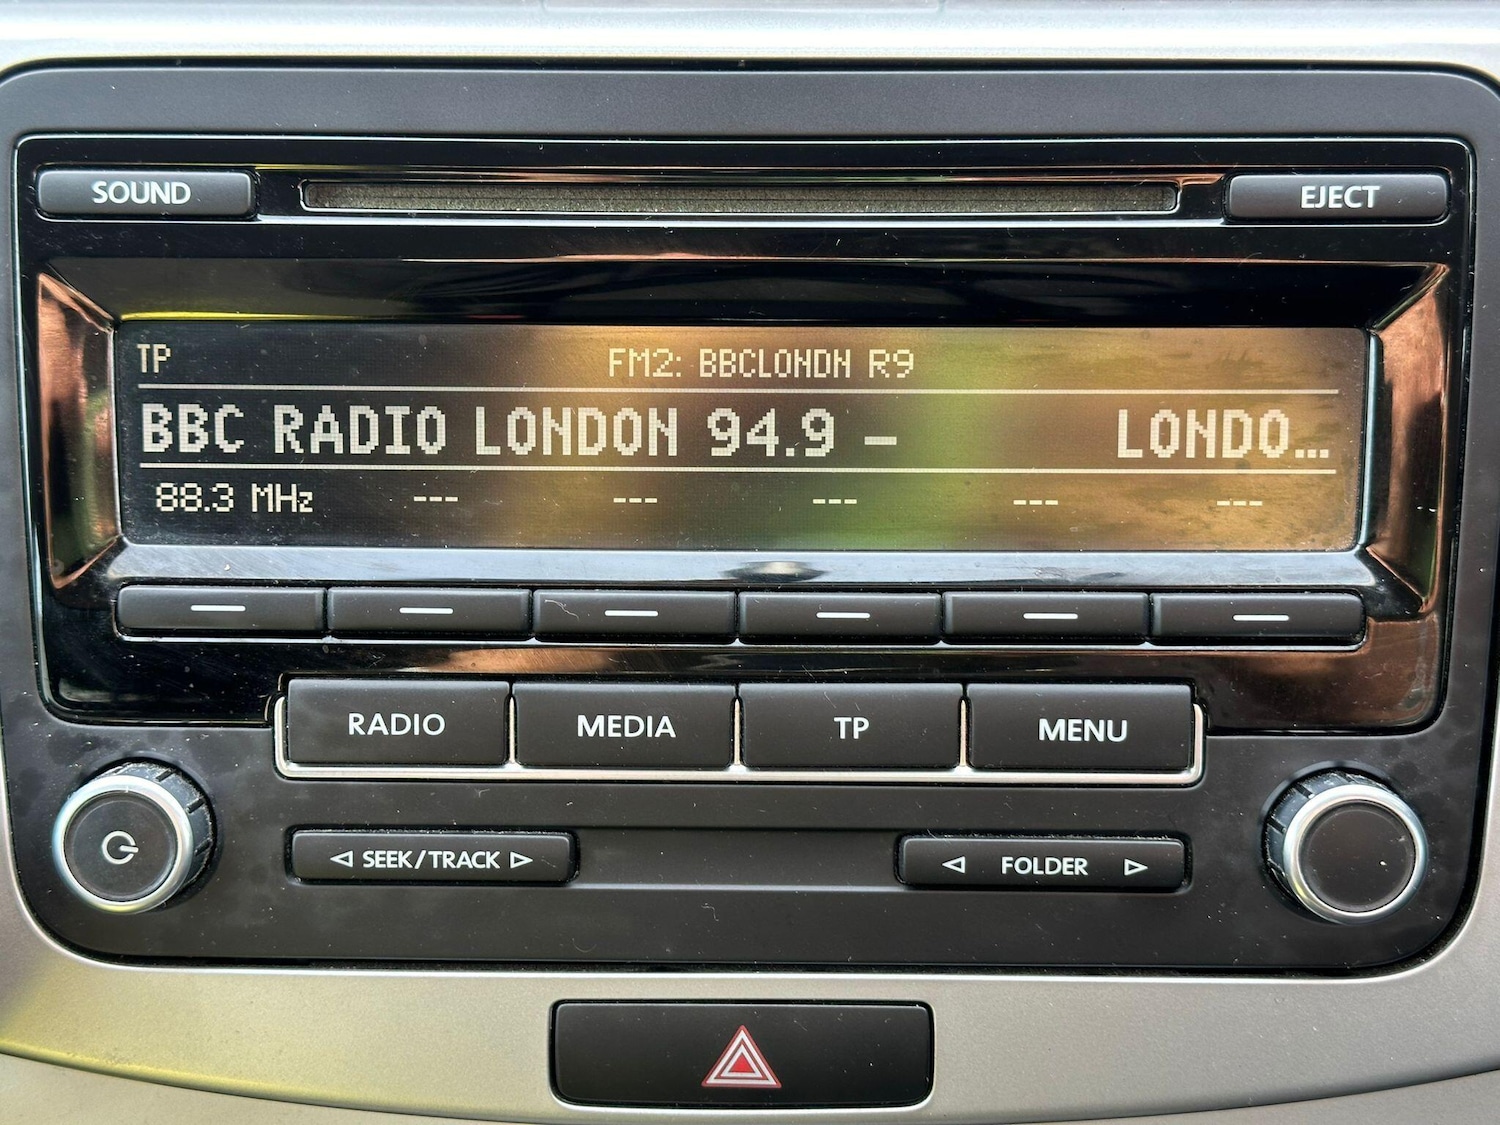 SOUND
EJECT
TP FM2: BBCLONDN R9
BBC RADIO LONDON 94.9 – LONDO...
88.3 MHz --- --- --- --- ---
RADIO MEDIA TP MENU
SEEK/TRACK FOLDER